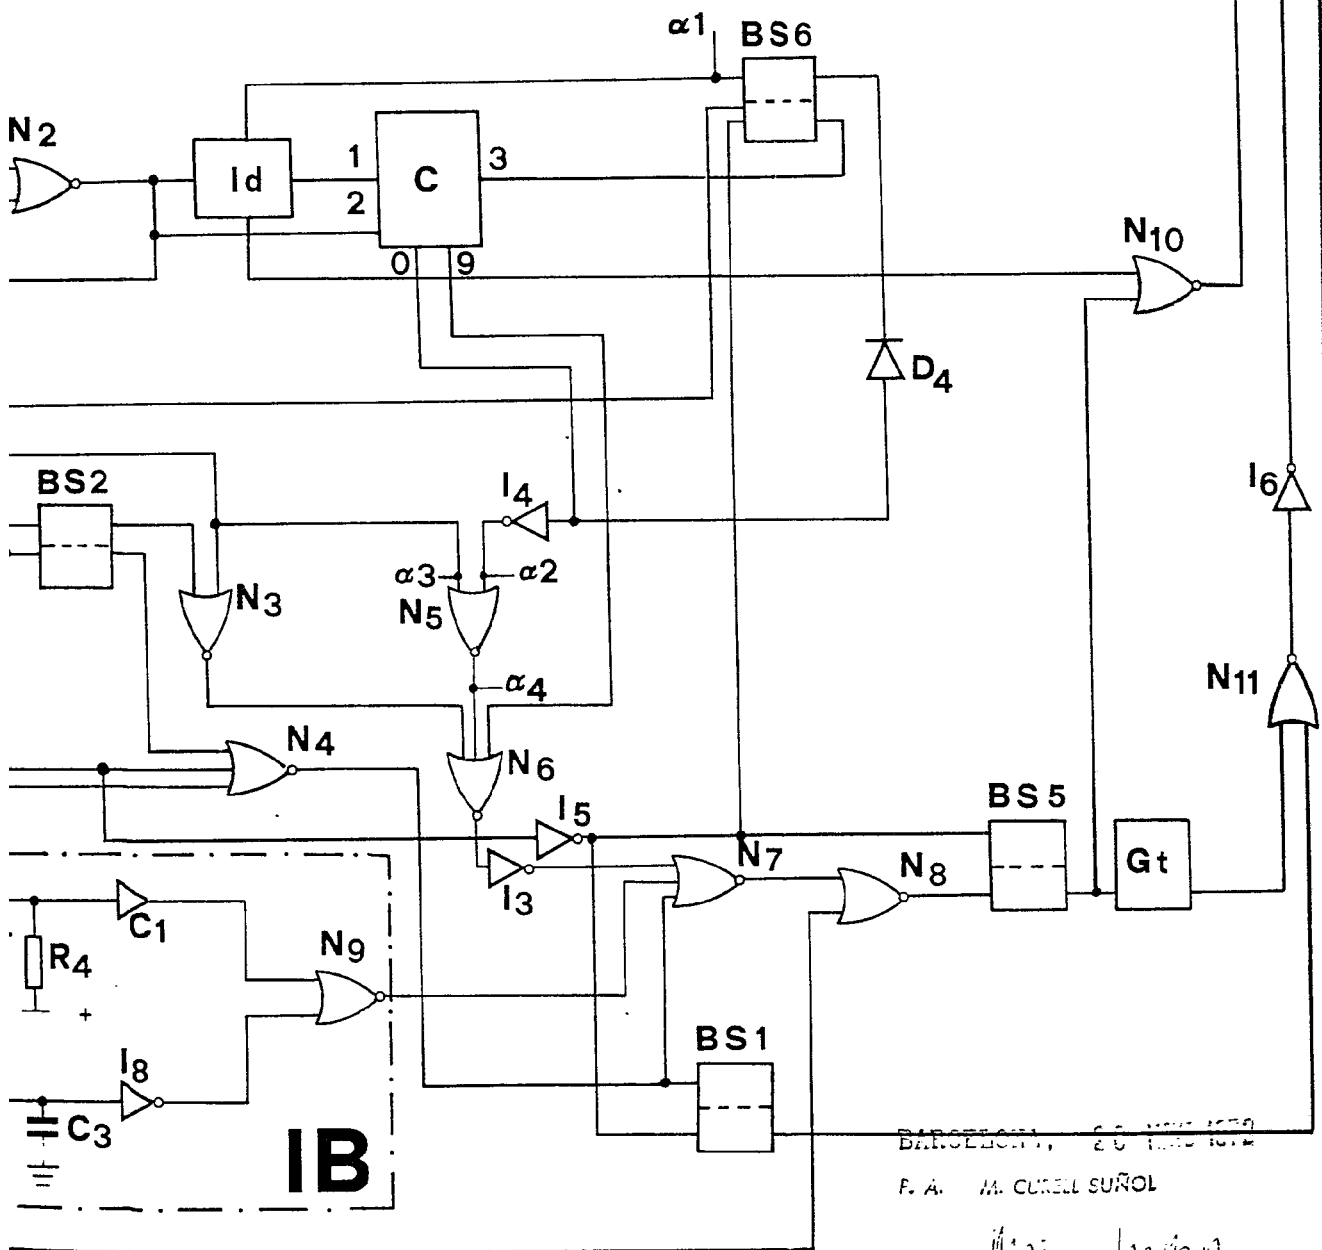 α1
BS6
N2
Id
1
2
C
3
0
9
N10
D4
BS2
I4
I6
α3
α2
N3
N5
α4
N11
N4
N6
I5
BS5
N7
N8
Gt
I3
C1
N9
R4
+
BS1
I8
C3
IB
BARCELONA,
P. A. M. CURELL SUÑOL